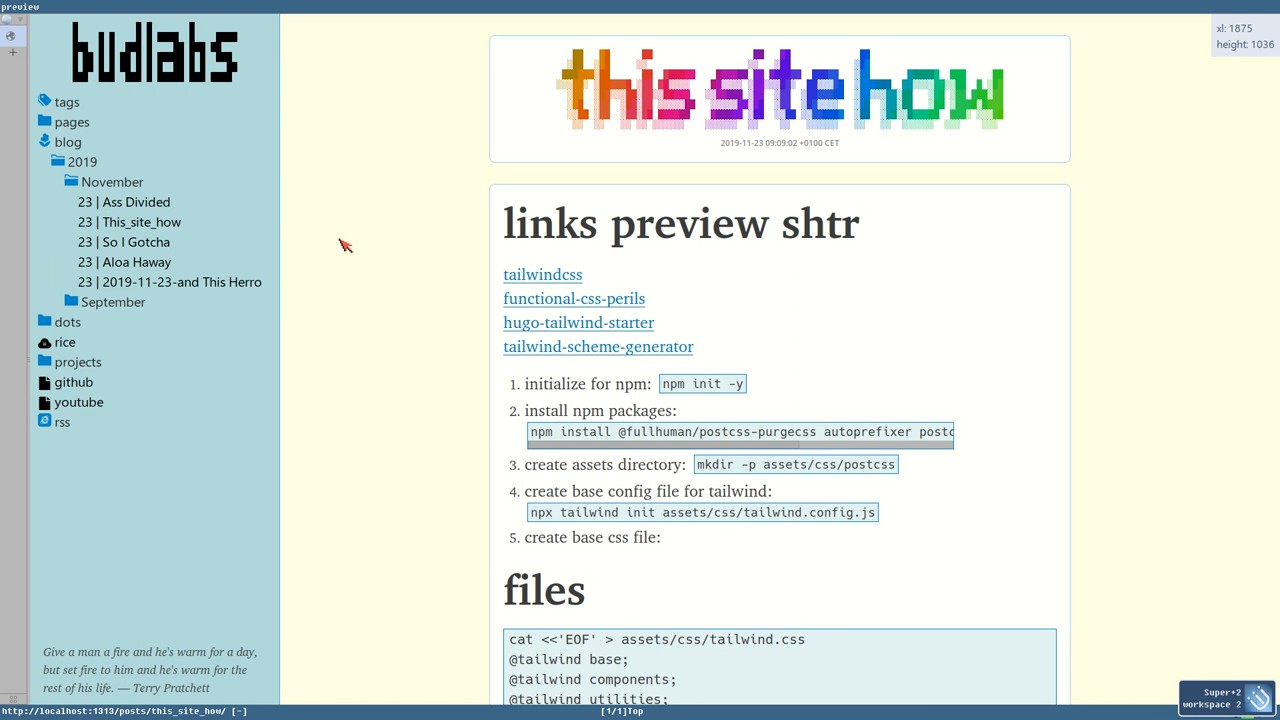 preview
budlabs
tags
pages
blog
2019
November
23 | Ass Divided
23 | This_site_how
23 | So I Gotcha
23 | Aloa Haway
23 | 2019-11-23-and This Herro
September
dots
rice
projects
github
youtube
rss
Give a man a fire and he's warm for a day,
but set fire to him and he's warm for the
rest of his life. — Terry Pratchett
this site how
2019-11-23 09:09:02 +0100 CET
links preview shtr
tailwindcss
functional-css-perils
hugo-tailwind-starter
tailwind-scheme-generator
1. initialize for npm: npm init -y
2. install npm packages:
npm install @fullhuman/postcss-purgecss autoprefixer postc
3. create assets directory: mkdir -p assets/css/postcss
4. create base config file for tailwind:
npx tailwind init assets/css/tailwind.config.js
5. create base css file:
files
cat <<'EOF' > assets/css/tailwind.css
@tailwind base;
@tailwind components;
@tailwind utilities;
xl: 1875
height: 1036
Super+2
workspace 2
http://localhost:1313/posts/this_site_how/ [-]
[1/1]Top